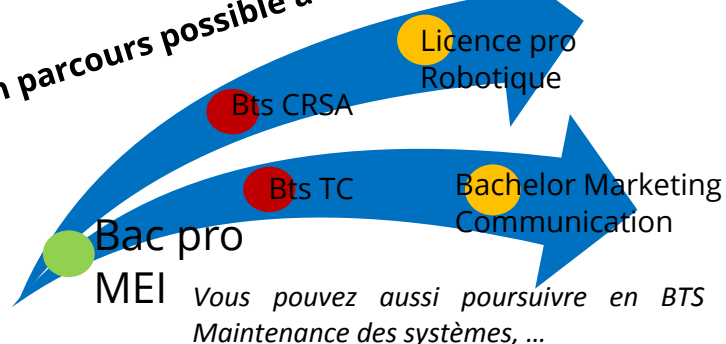 n parcours possible a
Licence pro
Robotique
Bts CRSA
Bts TC
Bachelor Marketing
Communication
Bac pro
MEI
Vous pouvez aussi poursuivre en BTS
Maintenance des systèmes, ...